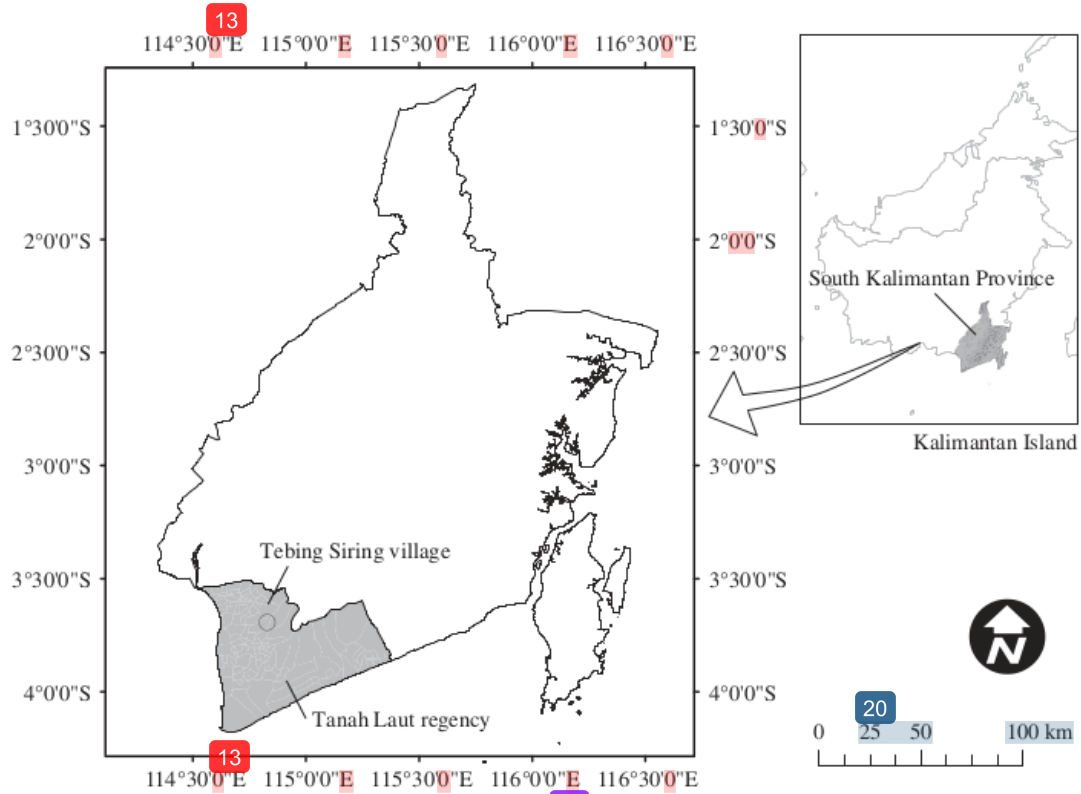 13
114°30'0"E 115°0'0"E 115°30'0"E 116°0'0"E 116°30'0"E
1°30'0"S
1°30'0"S
2°0'0"S
2°0'0"S
South Kalimantan Province
2°30'0"S
2°30'0"S
Kalimantan Island
3°0'0"S
3°0'0"S
Tebing Siring village
3°30'0"S
3°30'0"S
N
4°0'0"S
4°0'0"S
Tanah Laut regency
20
0 25 50 100 km
13
114°30'0"E 115°0'0"E 115°30'0"E 116°0'0"E 116°30'0"E